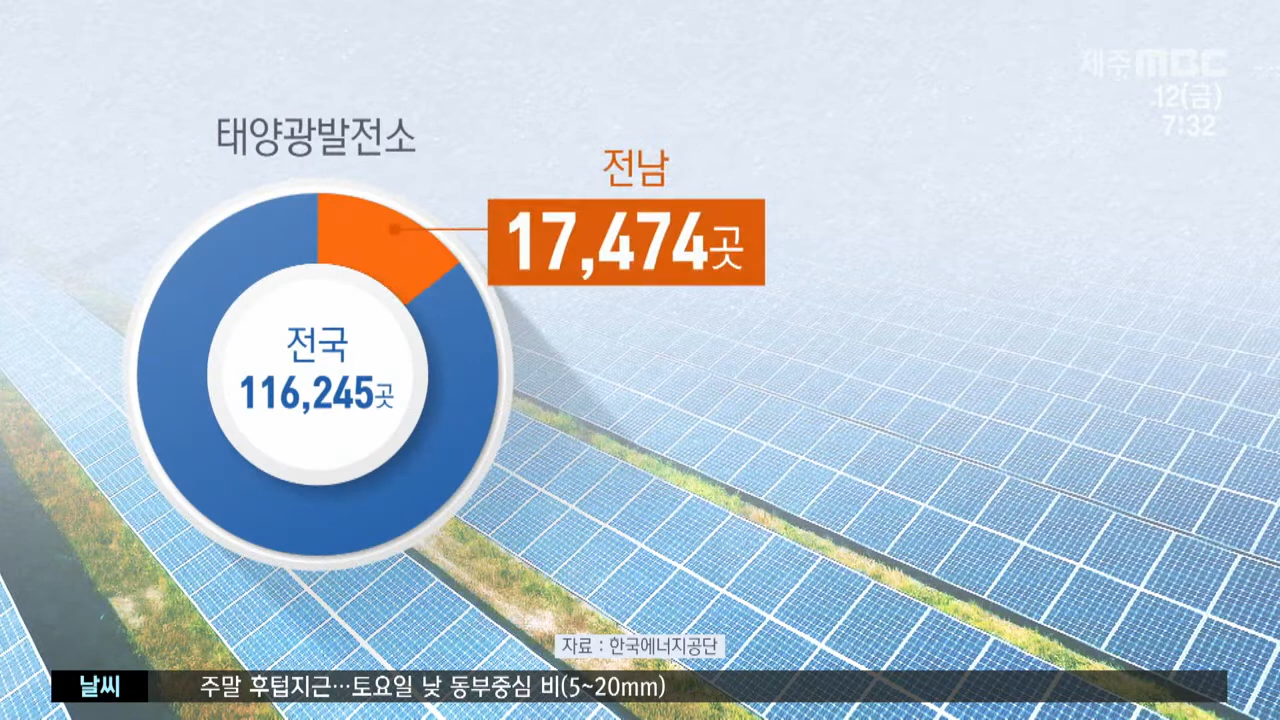 제주MBC
12(금)
7:32
태양광발전소
전남
17,474곳
전국
116,245곳
자료 : 한국에너지공단
날씨
주말 후텁지근…토요일 낮 동부중심 비(5~20mm)